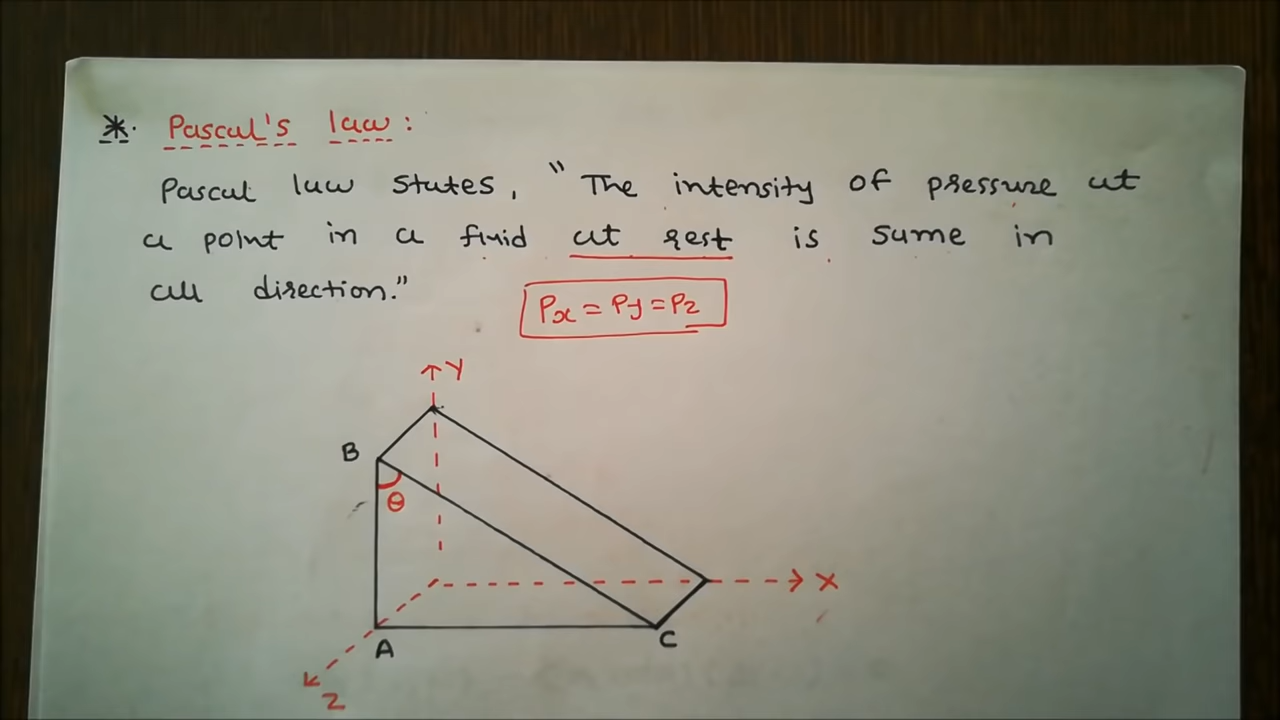 *. Pascal's law:
Pascal law states, "The intensity of pressure at
a point in a fluid at rest is same in
all direction."
Px = Py = Pz
Y
B
θ
X
A
C
Z